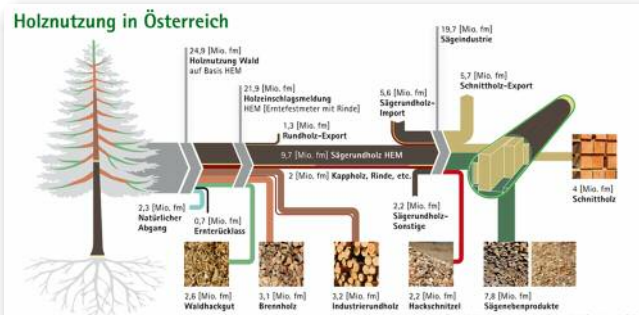 Holznutzung in Österreich
24,9 [Mio. fm]
Holznutzung Wald
auf Basis HEM
21,9 [Mio. fm]
Holzeinschlagsmeldung
HEM [Erntefestmeter mit Rinde]
1,3 [Mio. fm]
Rundholz-Export
5,6 [Mio. fm]
Sägerundholz-
Import
19,7 [Mio. fm]
Sägeindustrie
5,7 [Mio. fm]
Schnittholz-Export
9,7 [Mio. fm] Sägerundholz HEM
2 [Mio. fm] Kappholz, Rinde, etc.
4 [Mio. fm]
Schnittholz
2,3 [Mio. fm]
Natürlicher
Abgang
0,7 [Mio. fm]
Ernterücklass
2,2 [Mio. fm]
Sägerundholz-
Sonstige
2,6 [Mio. fm]
Waldhackgut
3,1 [Mio. fm]
Brennholz
3,2 [Mio. fm]
Industrierundholz
2,2 [Mio. fm]
Hackschnitzel
7,8 [Mio. fm]
Sägenebenprodukte